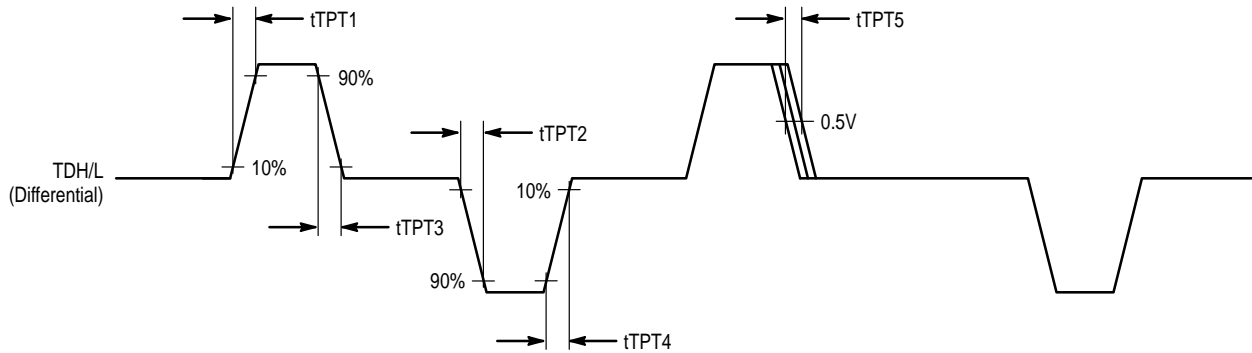 tTPT1
tTPT5
90%
0.5V
tTPT2
TDH/L
(Differential)
10%
10%
tTPT3
90%
tTPT4